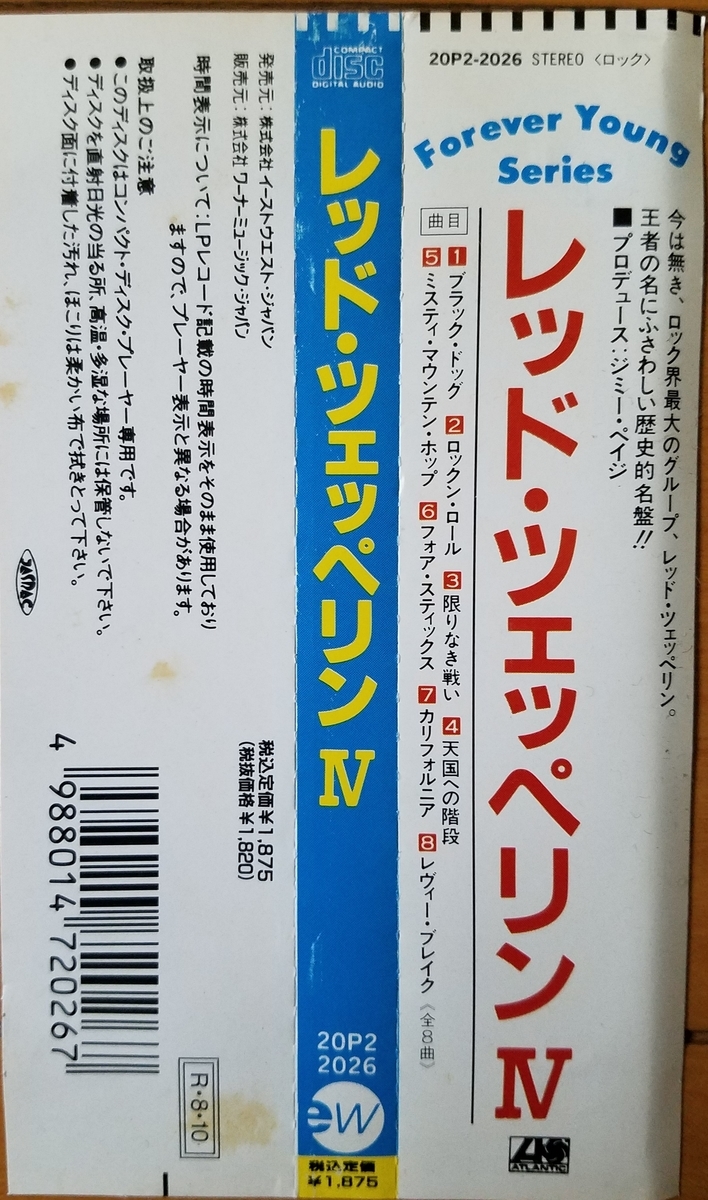 20P2-2026 STEREO 〈ロック〉
Forever Young
Series
今は無き、ロック界最大のグループ、レッド・ツェッペリン。
王者の名にふさわしい歴史的名盤!!
■プロデュース：ジミー・ペイジ
レッド・ツェッペリン IV
曲目
1 ブラック・ドッグ 2 ロックン・ロール 3 限りなき戦い 4 天国への階段
5 ミスティ・マウンテン・ホップ 6 フォア・スティックス 7 カリフォルニア 8 レヴィー・ブレイク 《全8曲》
ATLANTIC
COMPACT
disc
DIGITAL AUDIO
レッド・ツェッペリン IV
20P2
2026
ew
税込定価
¥1,875
発売元：株式会社 イーストウエスト・ジャパン
販売元：株式会社 ワーナーミュージック・ジャパン
時間表示について：LPレコード記載の時間表示をそのまま使用しており
ますので、プレーヤー表示と異なる場合があります。
取扱上のご注意
●このディスクはコンパクト・ディスク・プレーヤー専用です。
●ディスクを直射日光の当る所、高温・多湿な場所には保管しないで下さい。
●ディスク面に付着した汚れ、ほこりは柔かい布で拭きとって下さい。
JASRAC
税込定価¥1,875
(税抜価格¥1,820)
4 988014 720267
R・8・10